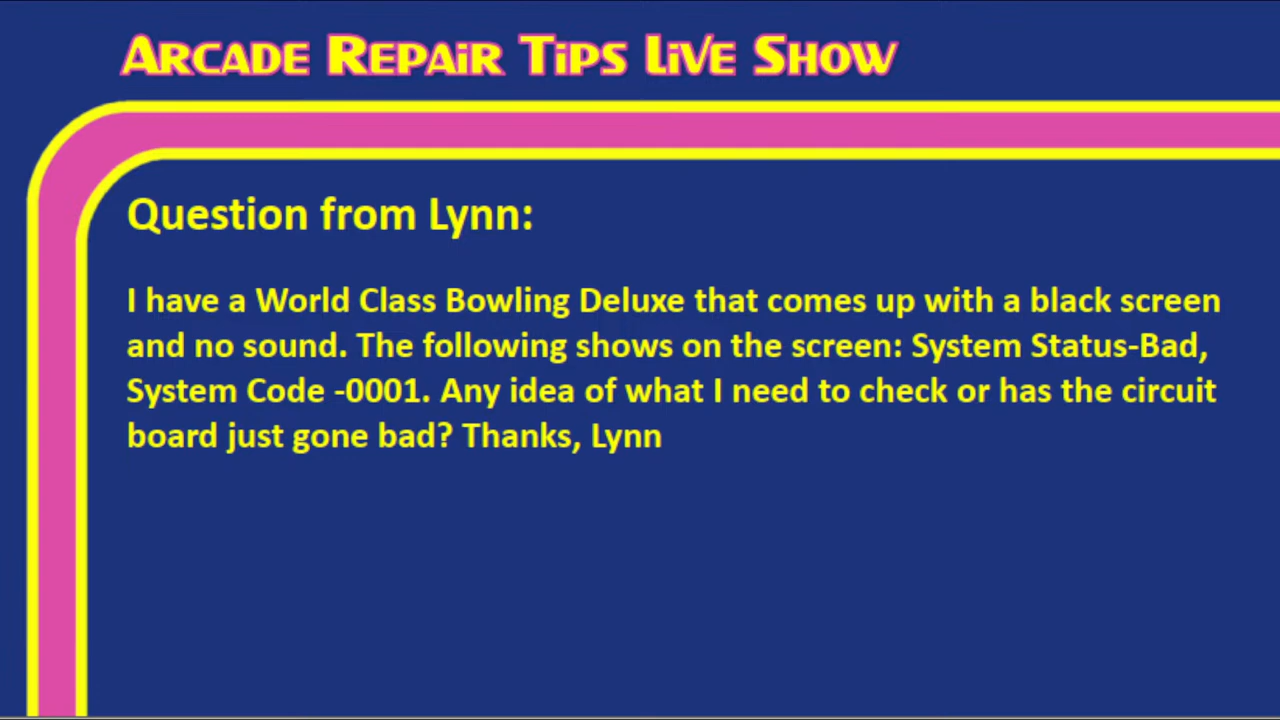 Arcade Repair Tips Live Show
Question from Lynn:
I have a World Class Bowling Deluxe that comes up with a black screen
and no sound. The following shows on the screen: System Status-Bad,
System Code -0001. Any idea of what I need to check or has the circuit
board just gone bad? Thanks, Lynn